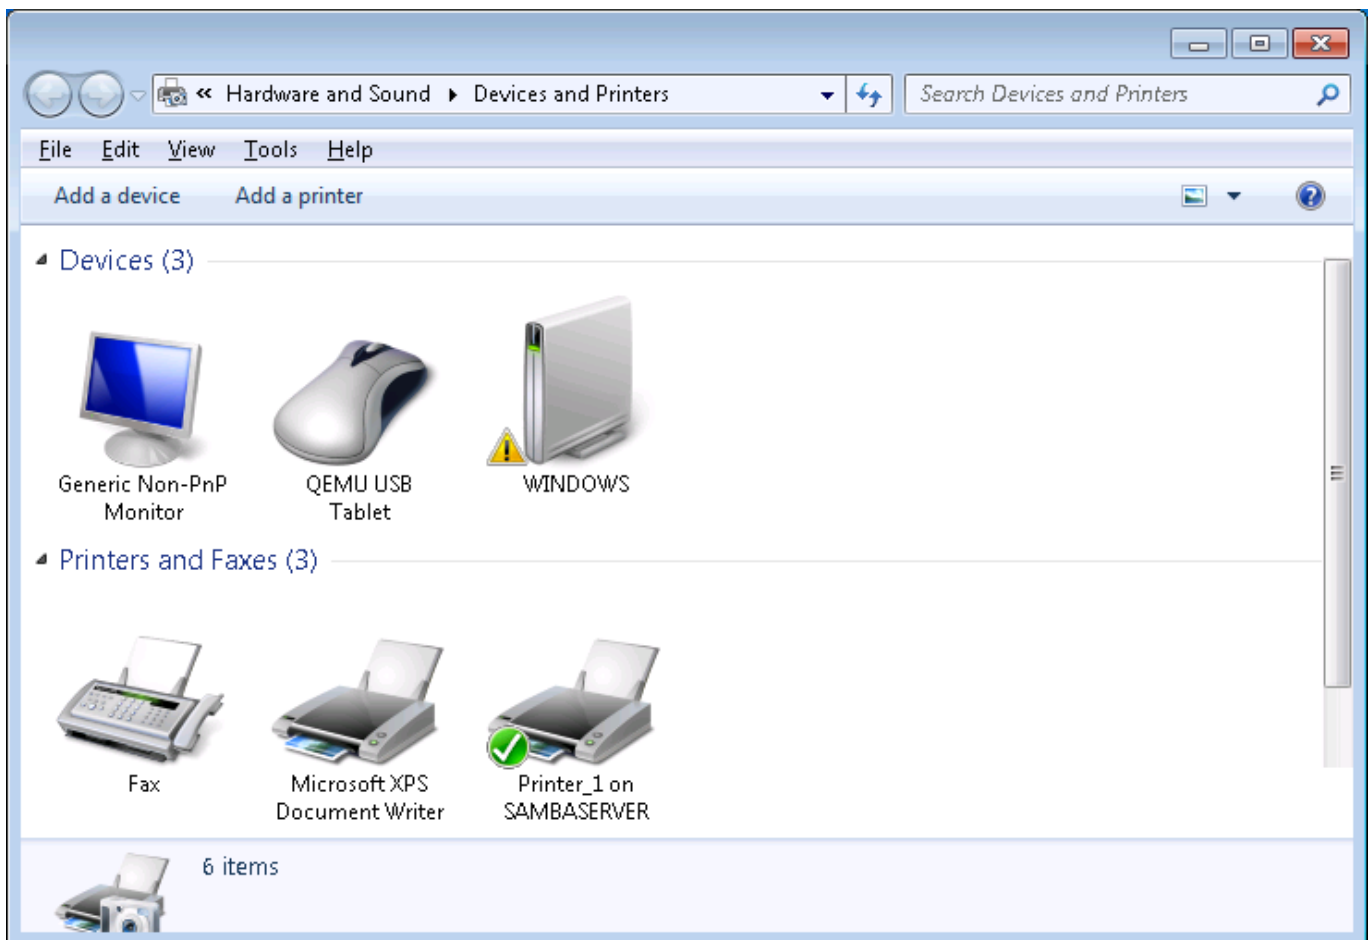 « Hardware and Sound ▸ Devices and Printers
Search Devices and Printers
File Edit View Tools Help
Add a device Add a printer
Devices (3)
Generic Non-PnP
Monitor
QEMU USB
Tablet
WINDOWS
Printers and Faxes (3)
Fax
Microsoft XPS
Document Writer
Printer_1 on
SAMBASERVER
6 items